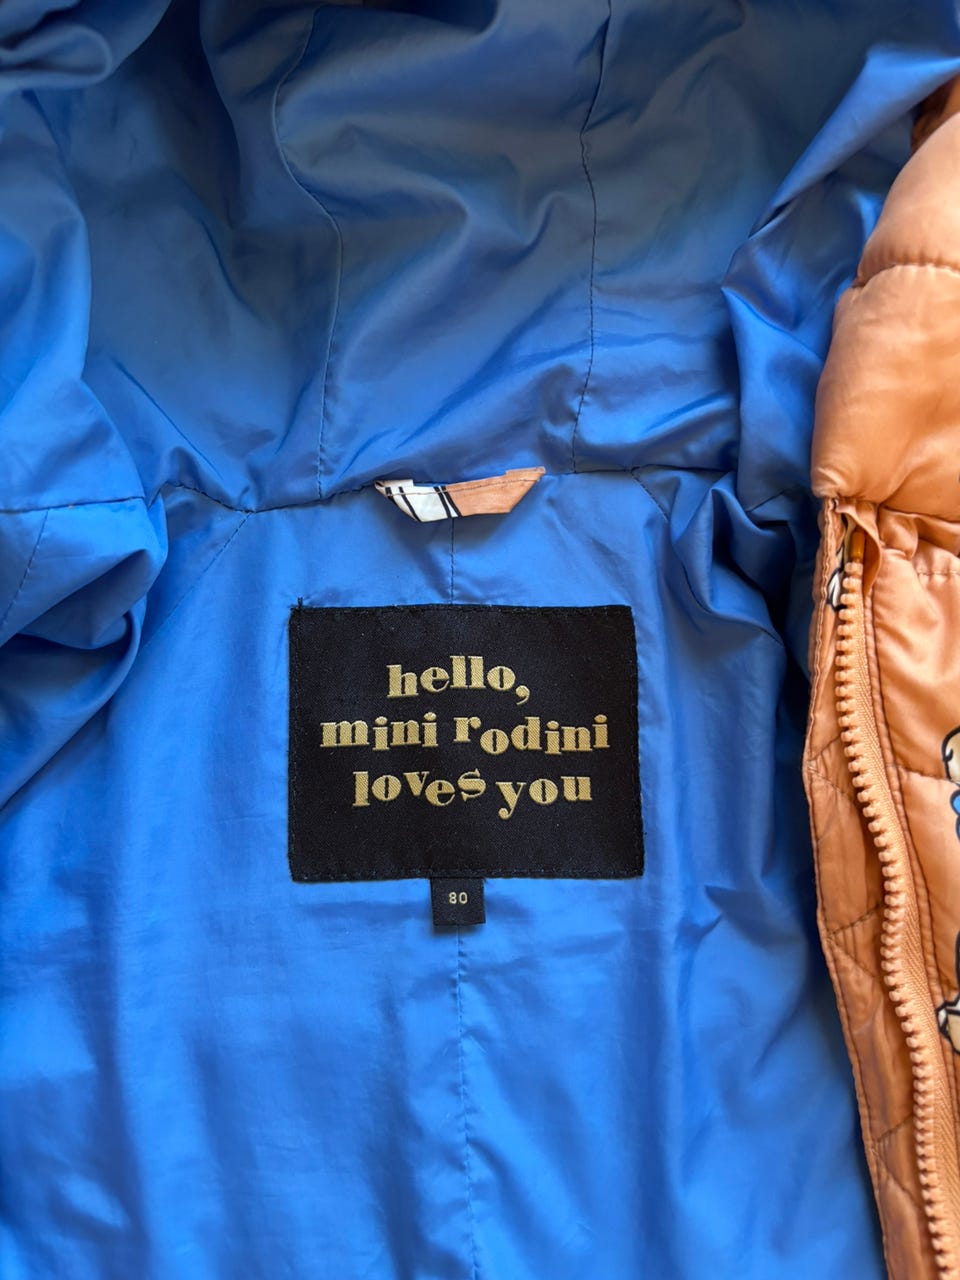 hello,
mini rodini
loves you
80